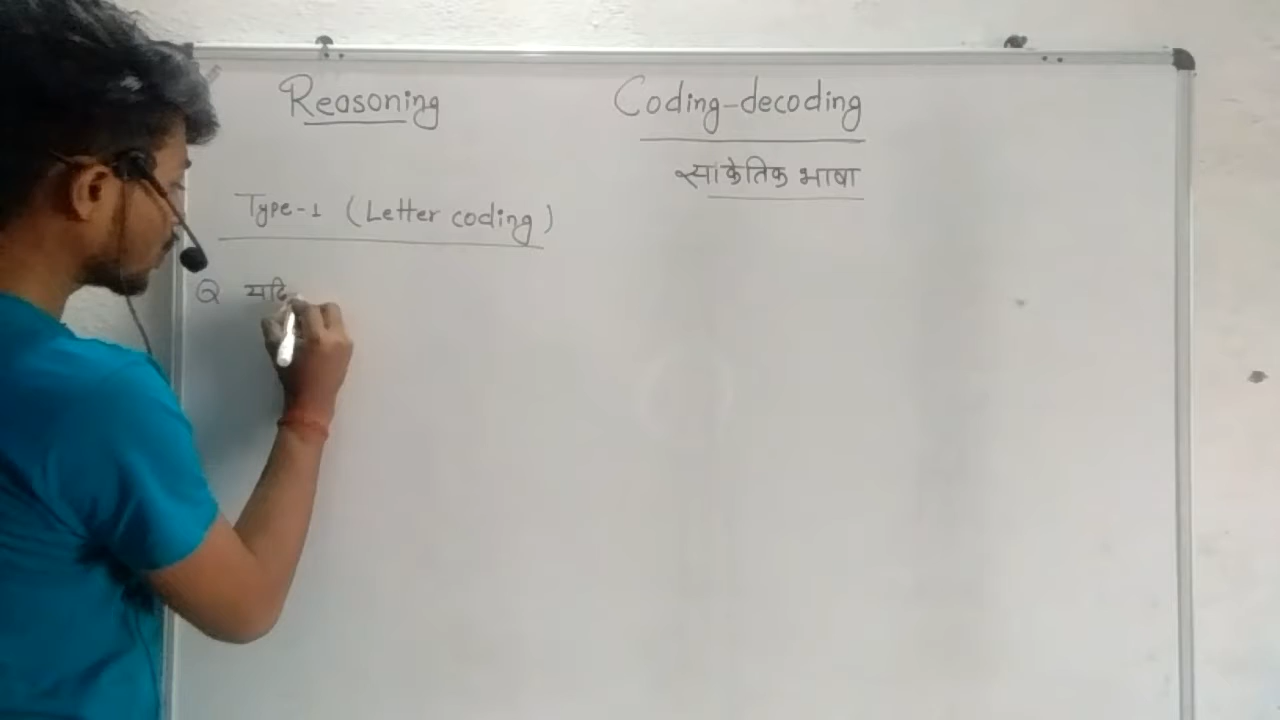 Reasoning
Coding-decoding
सांकेतिक भाषा
Type-1 (Letter coding)
Q यदि